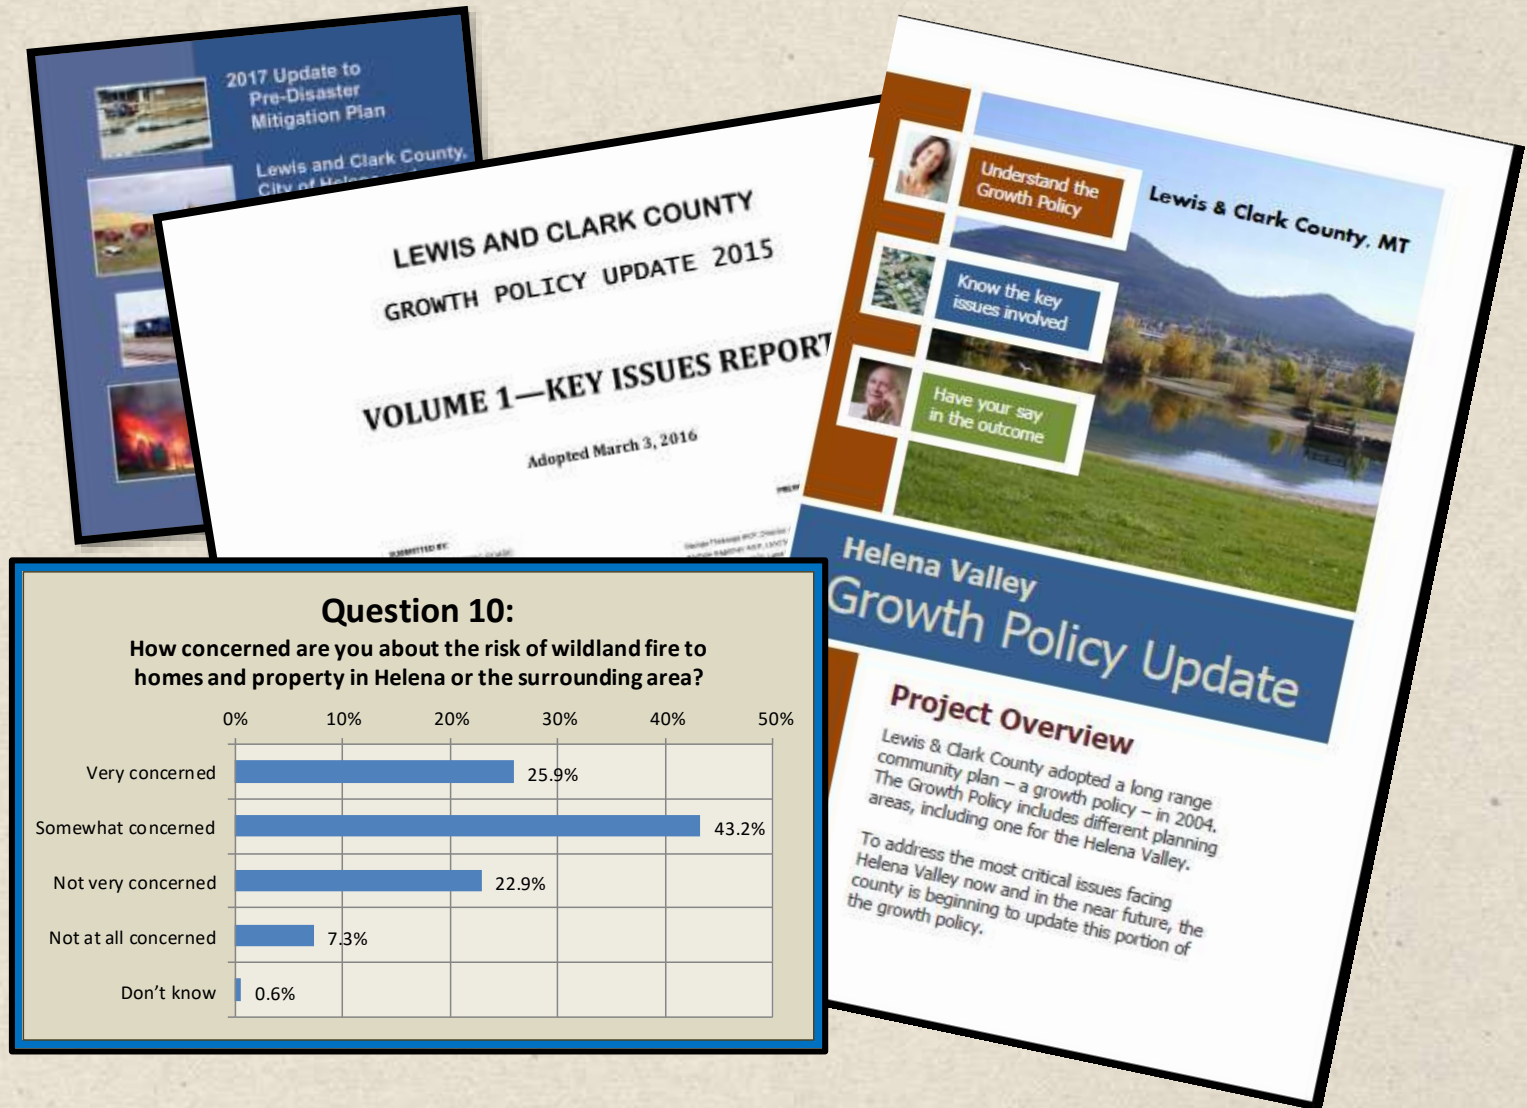 2017 Update to
Pre-Disaster
Mitigation Plan
Lewis and Clark County,
City of Helena
LEWIS AND CLARK COUNTY
GROWTH POLICY UPDATE 2015
VOLUME 1—KEY ISSUES REPORT
Adopted March 3, 2016
SUBMITTED BY:
Understand the
Growth Policy
Lewis & Clark County, MT
Know the key
issues involved
Have your say
in the outcome
Helena Valley
Growth Policy Update
Project Overview
Lewis & Clark County adopted a long range
community plan – a growth policy – in 2004.
The Growth Policy includes different planning
areas, including one for the Helena Valley.
To address the most critical issues facing
Helena Valley now and in the near future, the
county is beginning to update this portion of
the growth policy.
Question 10:
How concerned are you about the risk of wildland fire to
homes and property in Helena or the surrounding area?
0% 10% 20% 30% 40% 50%
Very concerned 25.9%
Somewhat concerned 43.2%
Not very concerned 22.9%
Not at all concerned 7.3%
Don't know 0.6%